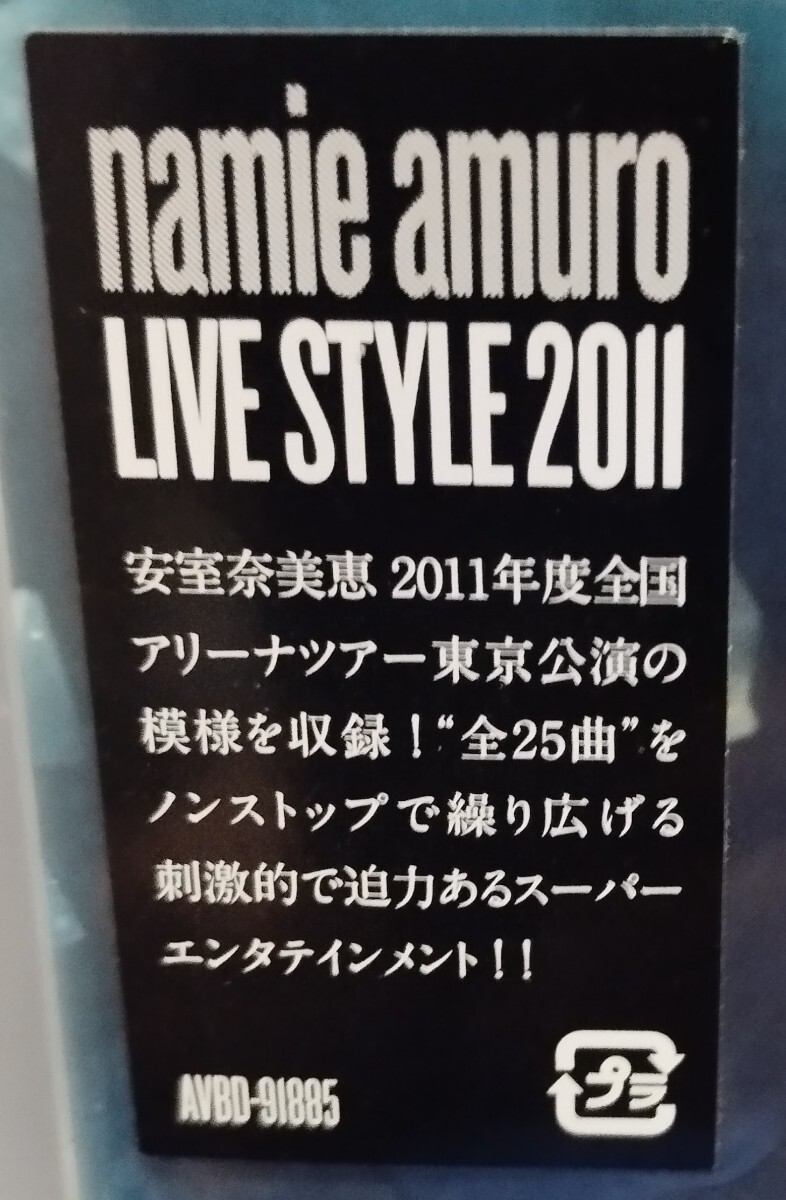 namie amuro
LIVE STYLE 2011
安室奈美恵 2011年度全国
アリーナツアー東京公演の
模様を収録！“全25曲”を
ノンストップで繰り広げる
刺激的で迫力あるスーパー
エンタテインメント！！
AVBD-91885
プラ